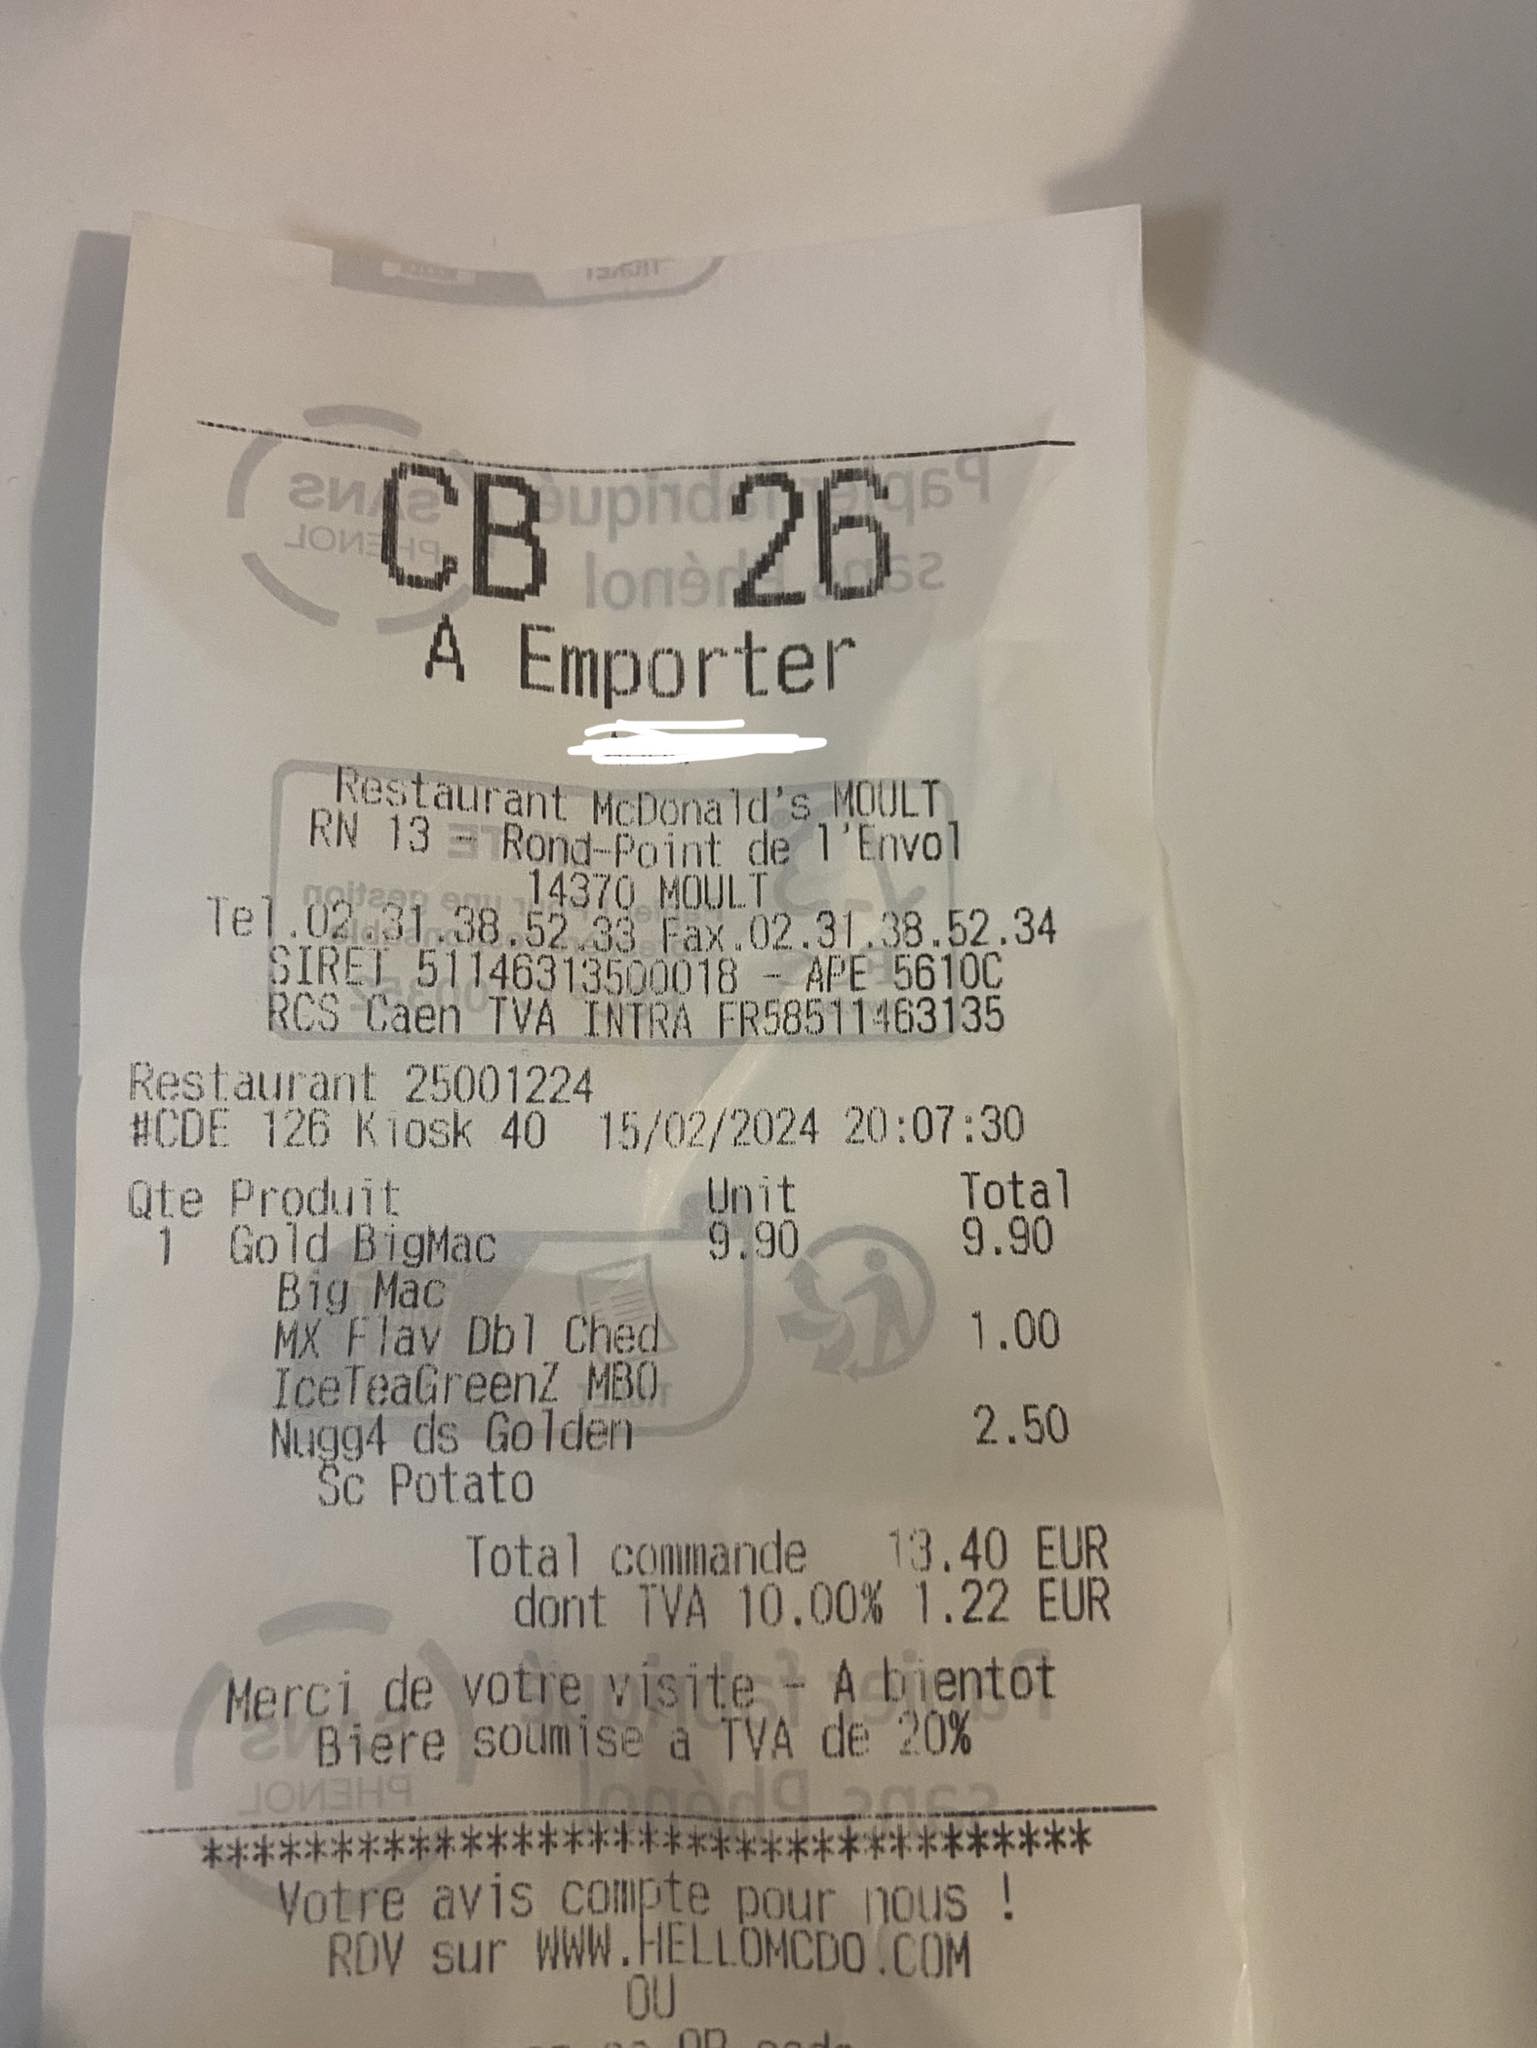 CB 26
A Emporter
Restaurant McDonald's MOULT
RN 13 - Rond-Point de l'Envol
14370 MOULT
Tel.02.31.38.52.33 Fax.02.31.38.52.34
SIRET 51146313500018 - APE 5610C
RCS Caen TVA INTRA FR58511463135
Restaurant 25001224
#CDE 126 Kiosk 40 15/02/2024 20:07:30
Qte Produit Unit Total
1 Gold BigMac 9.90 9.90
Big Mac
MX Flav Dbl Ched 1.00
IceTeaGreenZ MBO
Nugg4 ds Golden 2.50
Sc Potato
Total commande 13.40 EUR
dont TVA 10.00% 1.22 EUR
Merci de votre visite - A bientot
Biere soumise a TVA de 20%
***********************************
Votre avis compte pour nous !
RDV sur WWW.HELLOMCDO.COM
OU